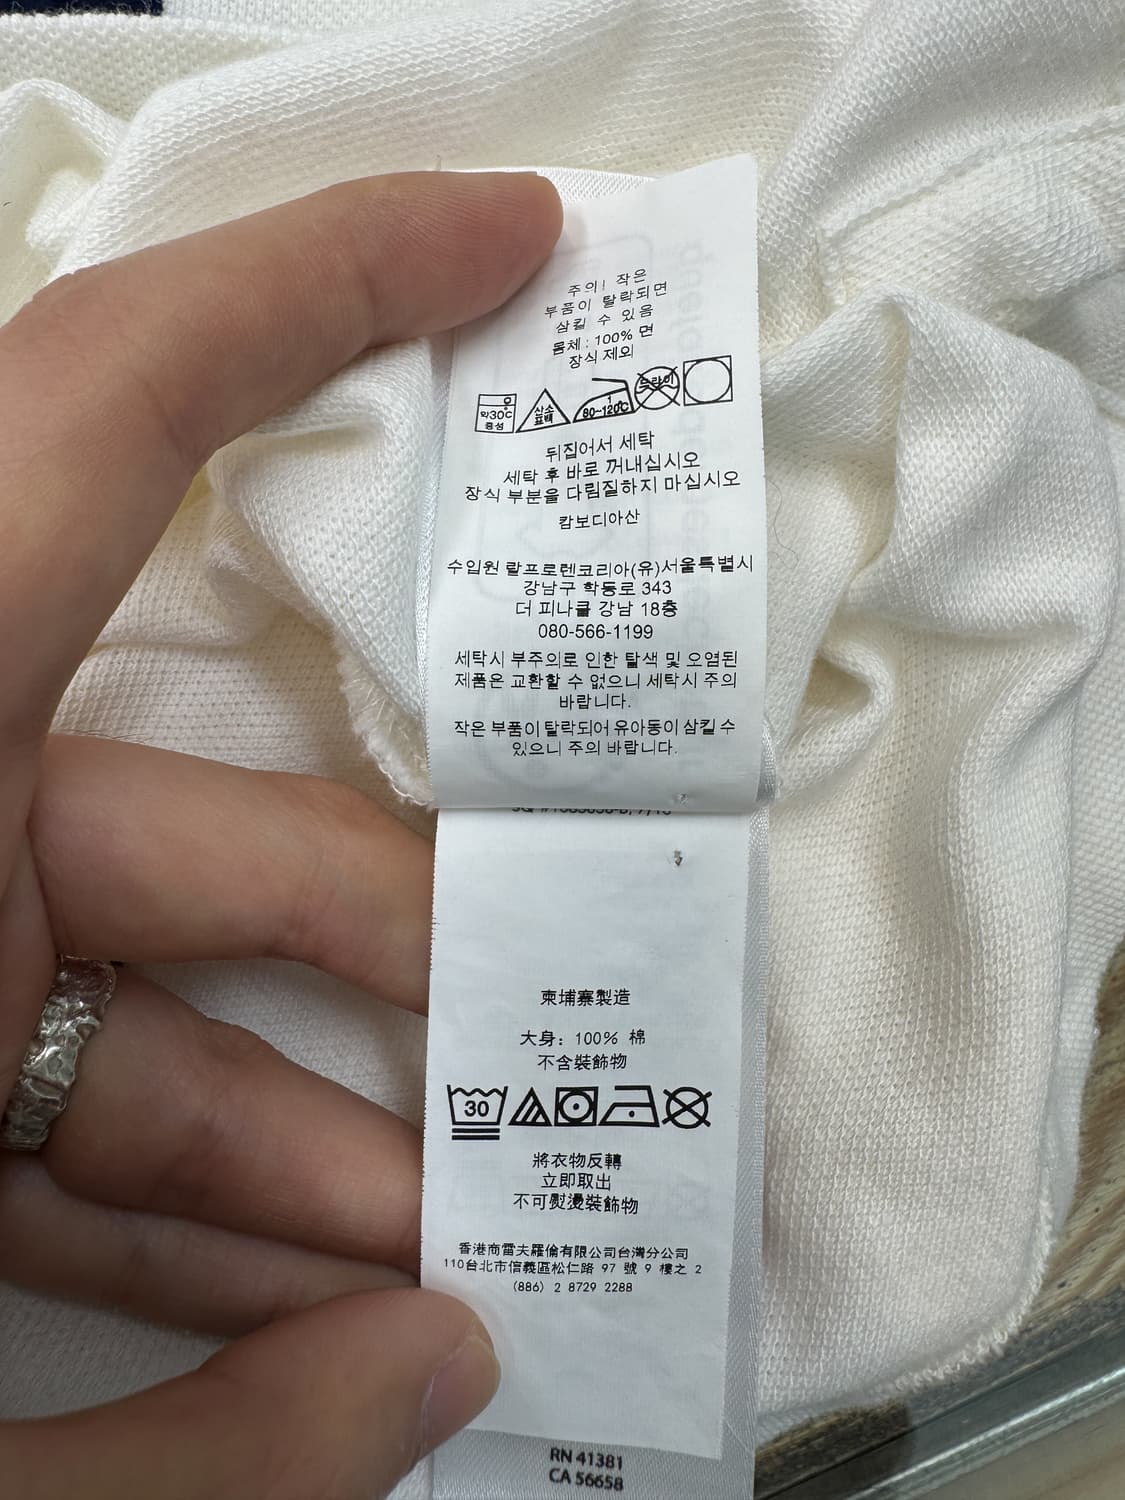 주의! 작은
부품이 탈락되면
삼킬 수 있음
몸체 : 100% 면
장식 제외
약30℃
중성
산소
표백
1
80~120℃
드라이
뒤집어서 세탁
세탁 후 바로 꺼내십시오
장식 부분을 다림질하지 마십시오
캄보디아산
수입원 랄프로렌코리아(유)서울특별시
강남구 학동로 343
더 피나클 강남 18층
080-566-1199
세탁시 부주의로 인한 탈색 및 오염된
제품은 교환할 수 없으니 세탁시 주의
바랍니다.
작은 부품이 탈락되어 유아동이 삼킬 수
있으니 주의 바랍니다.
柬埔寨製造
大身：100% 棉
不含裝飾物
30
將衣物反轉
立即取出
不可熨燙裝飾物
香港商雷夫羅倫有限公司台灣分公司
110台北市信義區松仁路 97 號 9 樓之 2
(886) 2 8729 2288
RN 41381
CA 56658